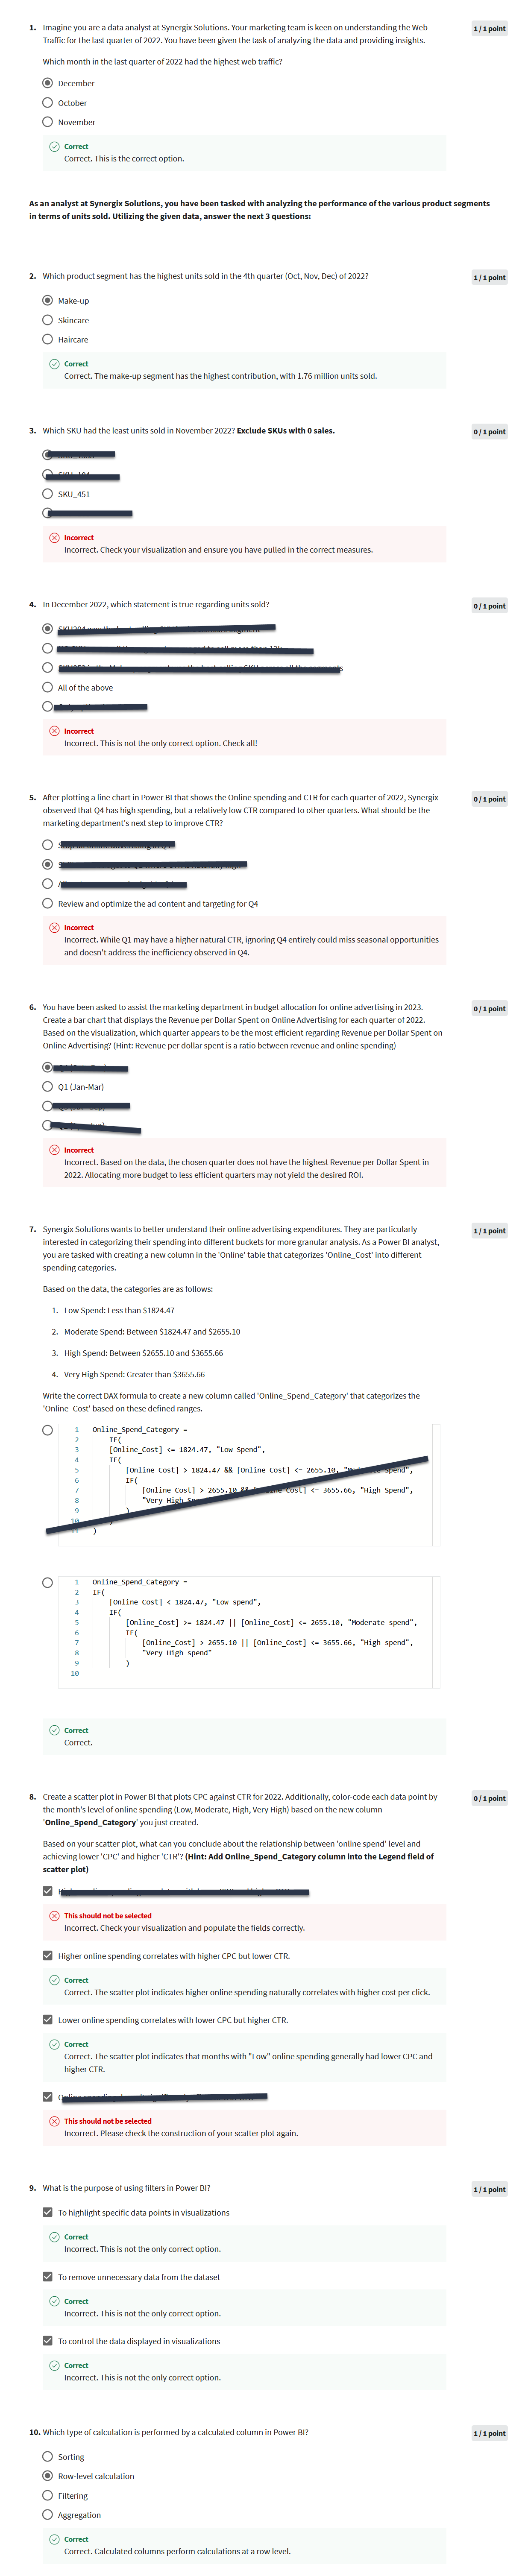 1. Imagine you are a data analyst at Synergix Solutions. Your marketing team is keen on understanding the Web
Traffic for the last quarter of 2022. You have been given the task of analyzing the data and providing insights.
1 / 1 point
Which month in the last quarter of 2022 had the highest web traffic?
December
October
November
Correct
Correct. This is the correct option.
As an analyst at Synergix Solutions, you have been tasked with analyzing the performance of the various product segments
in terms of units sold. Utilizing the given data, answer the next 3 questions:
2. Which product segment has the highest units sold in the 4th quarter (Oct, Nov, Dec) of 2022?
1 / 1 point
Make-up
Skincare
Haircare
Correct
Correct. The make-up segment has the highest contribution, with 1.76 million units sold.
3. Which SKU had the least units sold in November 2022? Exclude SKUs with 0 sales.
0 / 1 point
SKU_451
Incorrect
Incorrect. Check your visualization and ensure you have pulled in the correct measures.
4. In December 2022, which statement is true regarding units sold?
0 / 1 point
All of the above
Incorrect
Incorrect. This is not the only correct option. Check all!
5. After plotting a line chart in Power BI that shows the Online spending and CTR for each quarter of 2022, Synergix
observed that Q4 has high spending, but a relatively low CTR compared to other quarters. What should be the
marketing department's next step to improve CTR?
0 / 1 point
Review and optimize the ad content and targeting for Q4
Incorrect
Incorrect. While Q1 may have a higher natural CTR, ignoring Q4 entirely could miss seasonal opportunities
and doesn't address the inefficiency observed in Q4.
6. You have been asked to assist the marketing department in budget allocation for online advertising in 2023.
Create a bar chart that displays the Revenue per Dollar Spent on Online Advertising for each quarter of 2022.
Based on the visualization, which quarter appears to be the most efficient regarding Revenue per Dollar Spent on
Online Advertising? (Hint: Revenue per dollar spent is a ratio between revenue and online spending)
0 / 1 point
Q1 (Jan-Mar)
Incorrect
Incorrect. Based on the data, the chosen quarter does not have the highest Revenue per Dollar Spent in
2022. Allocating more budget to less efficient quarters may not yield the desired ROI.
7. Synergix Solutions wants to better understand their online advertising expenditures. They are particularly
interested in categorizing their spending into different buckets for more granular analysis. As a Power BI analyst,
you are tasked with creating a new column in the 'Online' table that categorizes 'Online_Cost' into different
spending categories.
1 / 1 point
Based on the data, the categories are as follows:
1. Low Spend: Less than $1824.47
2. Moderate Spend: Between $1824.47 and $2655.10
3. High Spend: Between $2655.10 and $3655.66
4. Very High Spend: Greater than $3655.66
Write the correct DAX formula to create a new column called 'Online_Spend_Category' that categorizes the
'Online_Cost' based on these defined ranges.
1 Online_Spend_Category =
2 IF(
3 [Online_Cost] <= 1824.47, "Low Spend",
4 IF(
5 [Online_Cost] > 1824.47 && [Online_Cost] <= 2655.10, Spend",
6 IF(
7 [Online_Cost] > 2655.10 <= 3655.66, "High Spend",
8 "Very High
9 )
10
11 )
1 Online_Spend_Category =
2 IF(
3 [Online_Cost] < 1824.47, "Low spend",
4 IF(
5 [Online_Cost] >= 1824.47 || [Online_Cost] <= 2655.10, "Moderate spend",
6 IF(
7 [Online_Cost] > 2655.10 || [Online_Cost] <= 3655.66, "High spend",
8 "Very High spend"
9 )
10
Correct
Correct.
8. Create a scatter plot in Power BI that plots CPC against CTR for 2022. Additionally, color-code each data point by
the month's level of online spending (Low, Moderate, High, Very High) based on the new column
'Online_Spend_Category' you just created.
0 / 1 point
Based on your scatter plot, what can you conclude about the relationship between 'online spend' level and
achieving lower 'CPC' and higher 'CTR'? (Hint: Add Online_Spend_Category column into the Legend field of
scatter plot)
This should not be selected
Incorrect. Check your visualization and populate the fields correctly.
Higher online spending correlates with higher CPC but lower CTR.
Correct
Correct. The scatter plot indicates higher online spending naturally correlates with higher cost per click.
Lower online spending correlates with lower CPC but higher CTR.
Correct
Correct. The scatter plot indicates that months with "Low" online spending generally had lower CPC and
higher CTR.
This should not be selected
Incorrect. Please check the construction of your scatter plot again.
9. What is the purpose of using filters in Power BI?
1 / 1 point
To highlight specific data points in visualizations
Correct
Incorrect. This is not the only correct option.
To remove unnecessary data from the dataset
Correct
Incorrect. This is not the only correct option.
To control the data displayed in visualizations
Correct
Incorrect. This is not the only correct option.
10. Which type of calculation is performed by a calculated column in Power BI?
1 / 1 point
Sorting
Row-level calculation
Filtering
Aggregation
Correct
Correct. Calculated columns perform calculations at a row level.